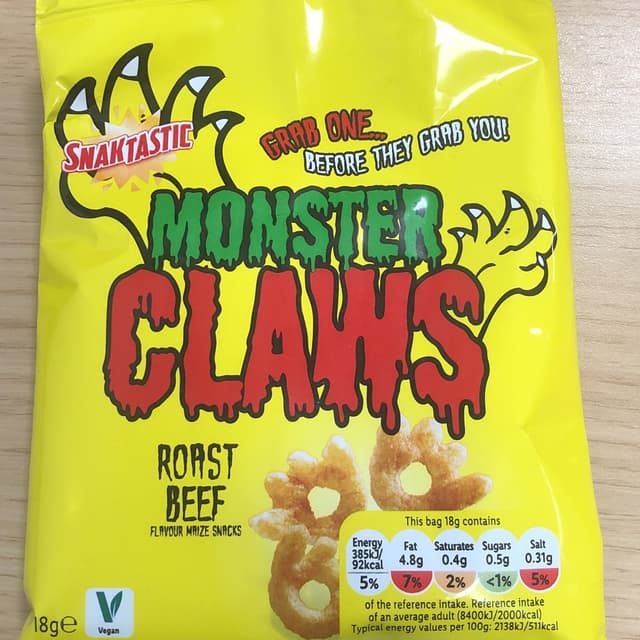 SNAKTASTIC
GRAB ONE...
BEFORE THEY GRAB YOU!
MONSTER
CLAWS
ROAST
BEEF
FLAVOUR MAIZE SNACKS
This bag 18g contains
Energy Fat Saturates Sugars Salt
385kJ/ 4.8g 0.4g 0.5g 0.31g
92kcal
5% 7% 2% <1% 5%
of the reference intake. Reference intake
of an average adult (8400kJ/2000kcal)
Typical energy values per 100g: 2138kJ/511kcal
18g℮
V
Vegan